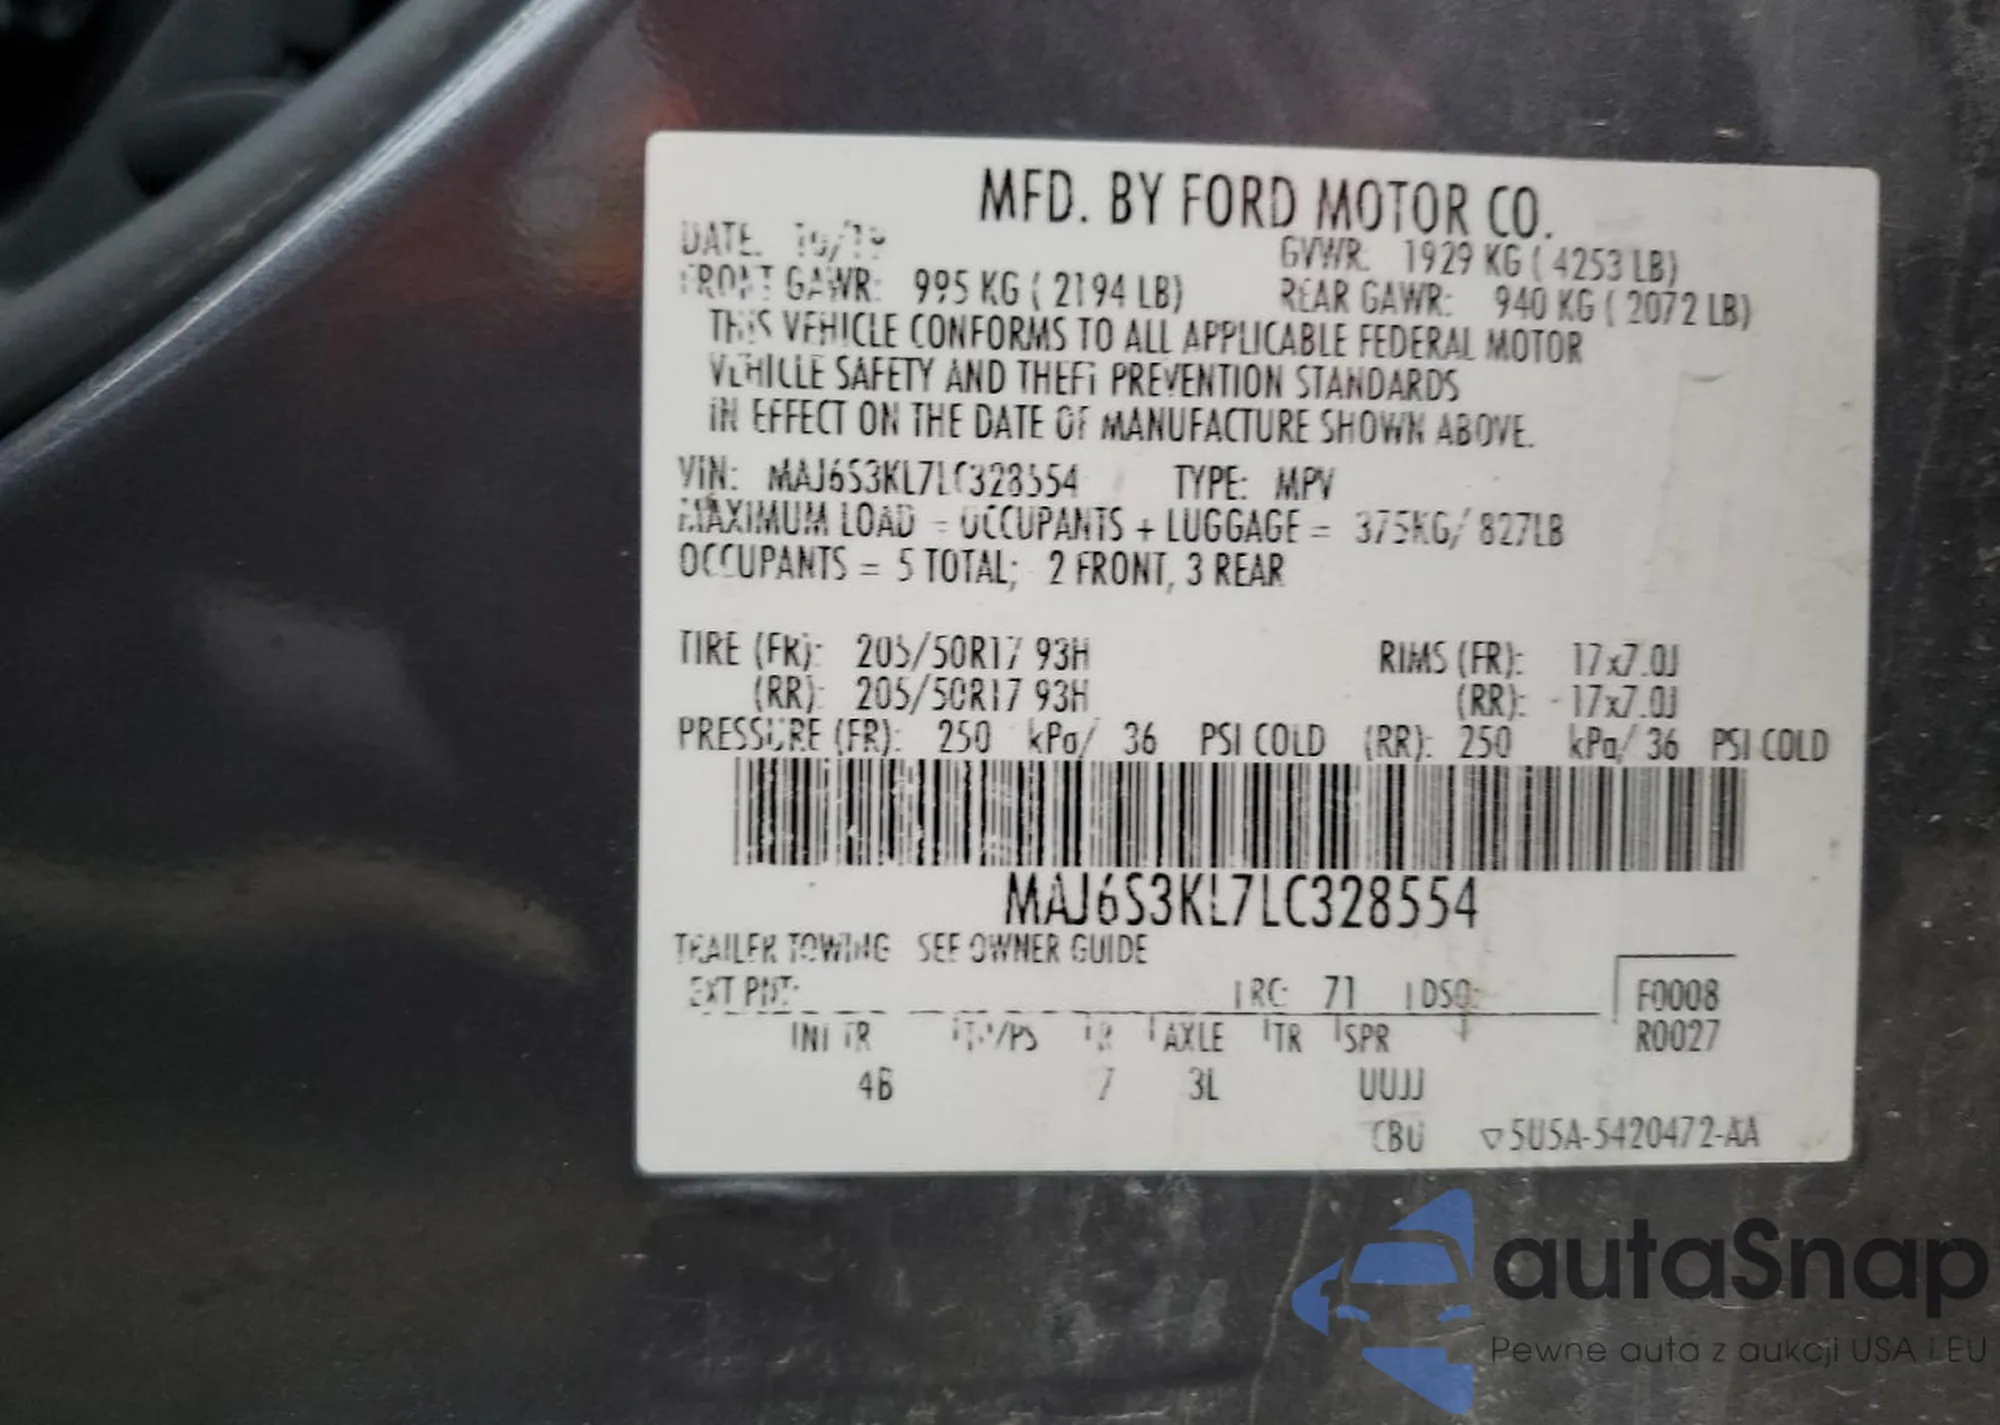 MFD. BY FORD MOTOR CO.
DATE: 10/19 GVWR: 1929 KG ( 4253 LB)
FRONT GAWR: 995 KG ( 2194 LB) REAR GAWR: 940 KG ( 2072 LB)
THIS VEHICLE CONFORMS TO ALL APPLICABLE FEDERAL MOTOR
VEHICLE SAFETY AND THEFT PREVENTION STANDARDS
IN EFFECT ON THE DATE OF MANUFACTURE SHOWN ABOVE.
VIN: MAJ6S3KL7LC328554 TYPE: MPV
MAXIMUM LOAD = OCCUPANTS + LUGGAGE = 375KG/ 827LB
OCCUPANTS = 5 TOTAL; 2 FRONT, 3 REAR
TIRE (FR): 205/50R17 93H RIMS (FR): 17x7.0J
(RR): 205/50R17 93H (RR): 17x7.0J
PRESSURE (FR): 250 kPa/ 36 PSI COLD (RR): 250 kPa/ 36 PSI COLD
MAJ6S3KL7LC328554
TRAILER TOWING SEE OWNER GUIDE
EXT PNT: RC: 71 DSO: F0008
INT TR TP/PS R AXLE TR SPR R0027
4B 7 3L UUJJ
CBU ▽5U5A-5420472-AA
autaSnap
Pewne auta z aukcji USA i EU